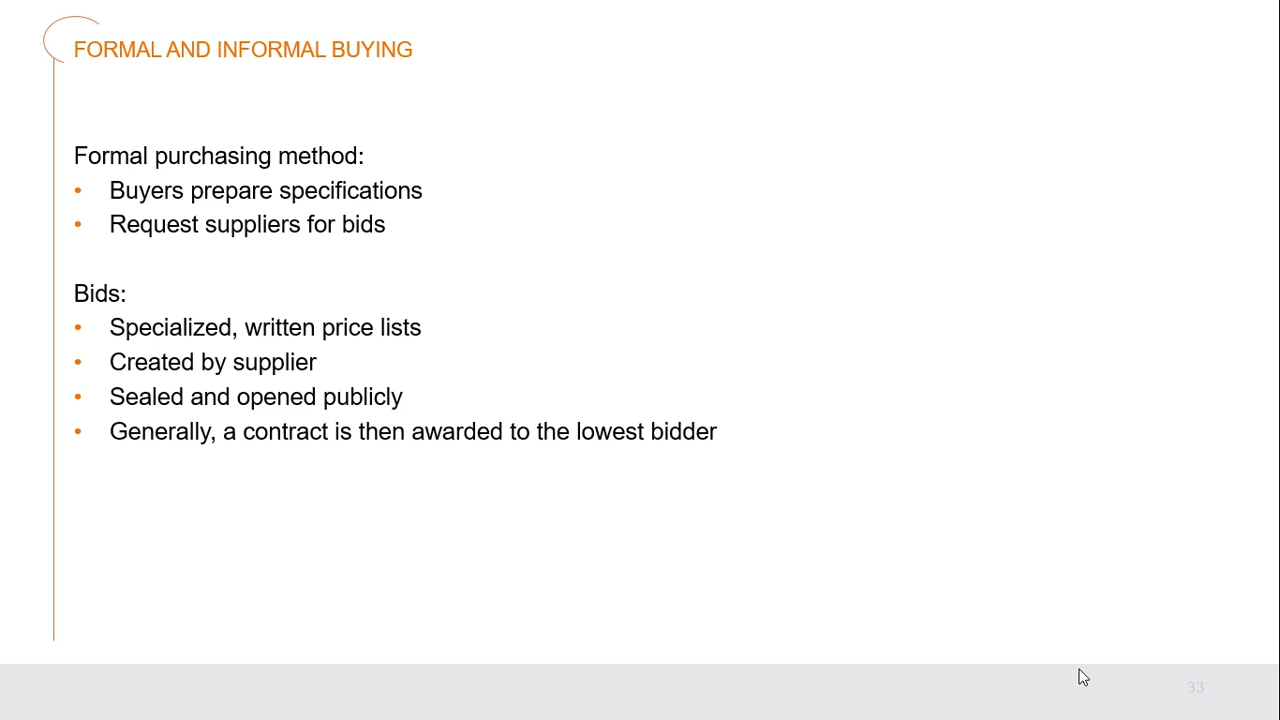 FORMAL AND INFORMAL BUYING
Formal purchasing method:
• Buyers prepare specifications
• Request suppliers for bids
Bids:
• Specialized, written price lists
• Created by supplier
• Sealed and opened publicly
• Generally, a contract is then awarded to the lowest bidder
33